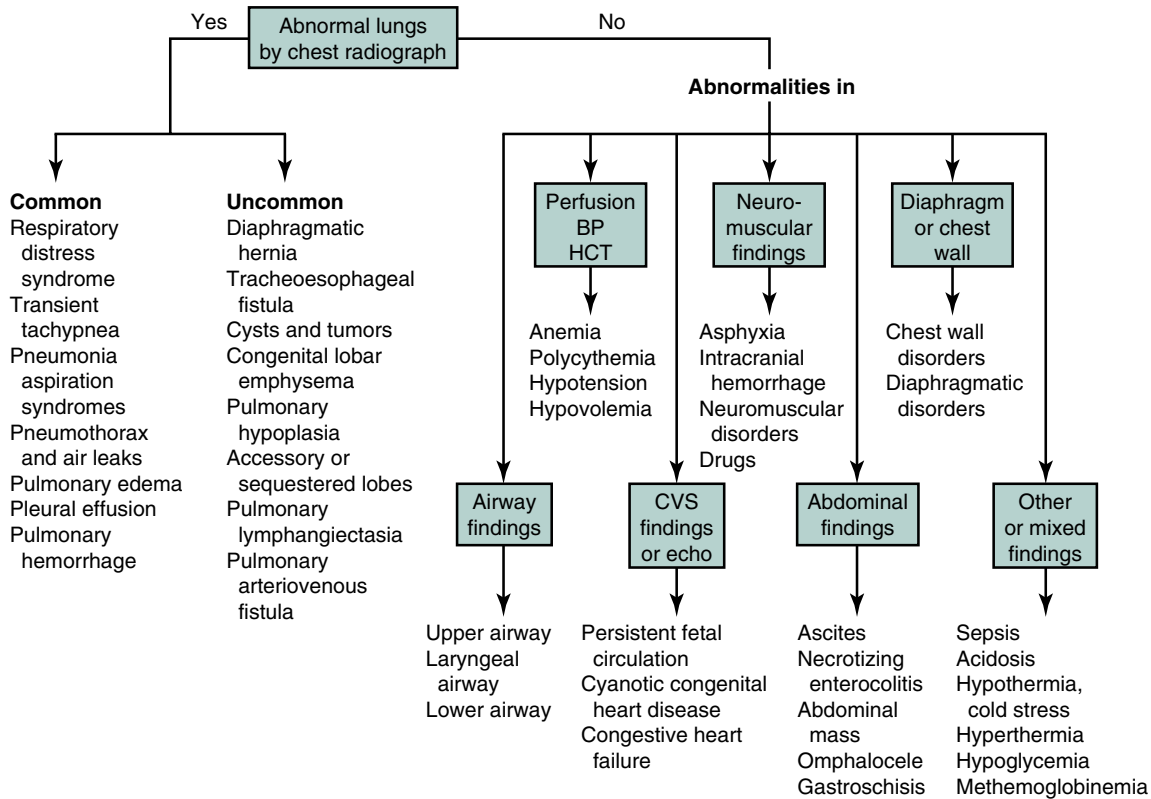 Yes
Abnormal lungs
by chest radiograph
No
Abnormalities in
Common
Respiratory
distress
syndrome
Transient
tachypnea
Pneumonia
aspiration
syndromes
Pneumothorax
and air leaks
Pulmonary edema
Pleural effusion
Pulmonary
hemorrhage
Uncommon
Diaphragmatic
hernia
Tracheoesophageal
fistula
Cysts and tumors
Congenital lobar
emphysema
Pulmonary
hypoplasia
Accessory or
sequestered lobes
Pulmonary
lymphangiectasia
Pulmonary
arteriovenous
fistula
Perfusion
BP
HCT
Anemia
Polycythemia
Hypotension
Hypovolemia
Neuro-
muscular
findings
Asphyxia
Intracranial
hemorrhage
Neuromuscular
disorders
Drugs
Diaphragm
or chest
wall
Chest wall
disorders
Diaphragmatic
disorders
Airway
findings
Upper airway
Laryngeal
airway
Lower airway
CVS
findings
or echo
Persistent fetal
circulation
Cyanotic congenital
heart disease
Congestive heart
failure
Abdominal
findings
Ascites
Necrotizing
enterocolitis
Abdominal
mass
Omphalocele
Gastroschisis
Other
or mixed
findings
Sepsis
Acidosis
Hypothermia,
cold stress
Hyperthermia
Hypoglycemia
Methemoglobinemia